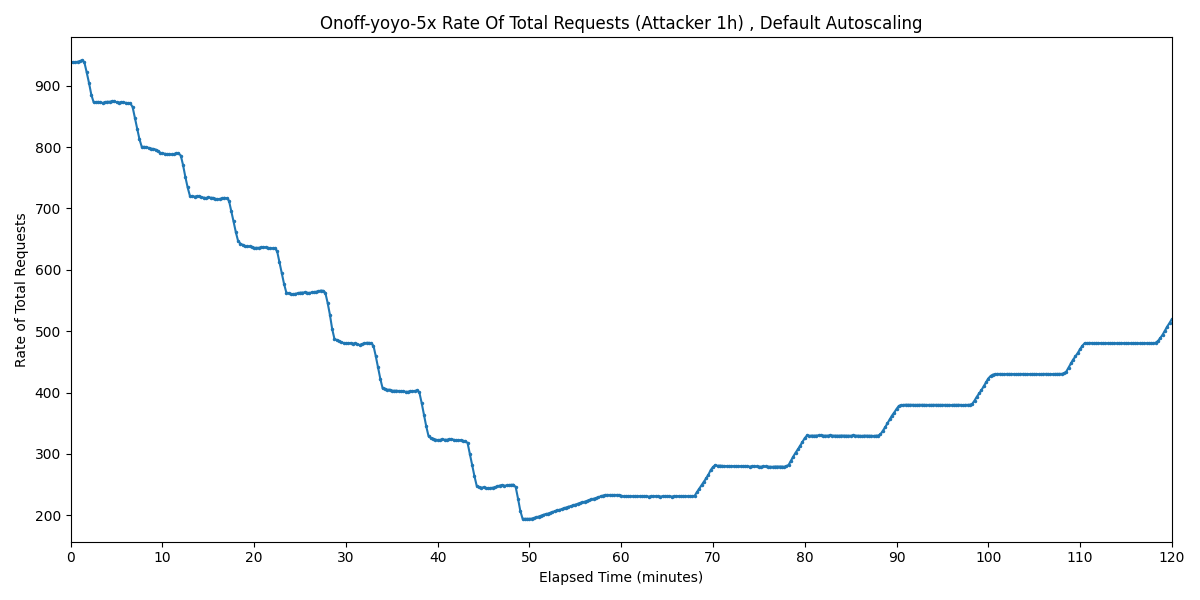 Onoff-yoyo-5x Rate Of Total Requests (Attacker 1h) , Default Autoscaling
Rate of Total Requests
900
800
700
600
500
400
300
200
0 10 20 30 40 50 60 70 80 90 100 110 120
Elapsed Time (minutes)